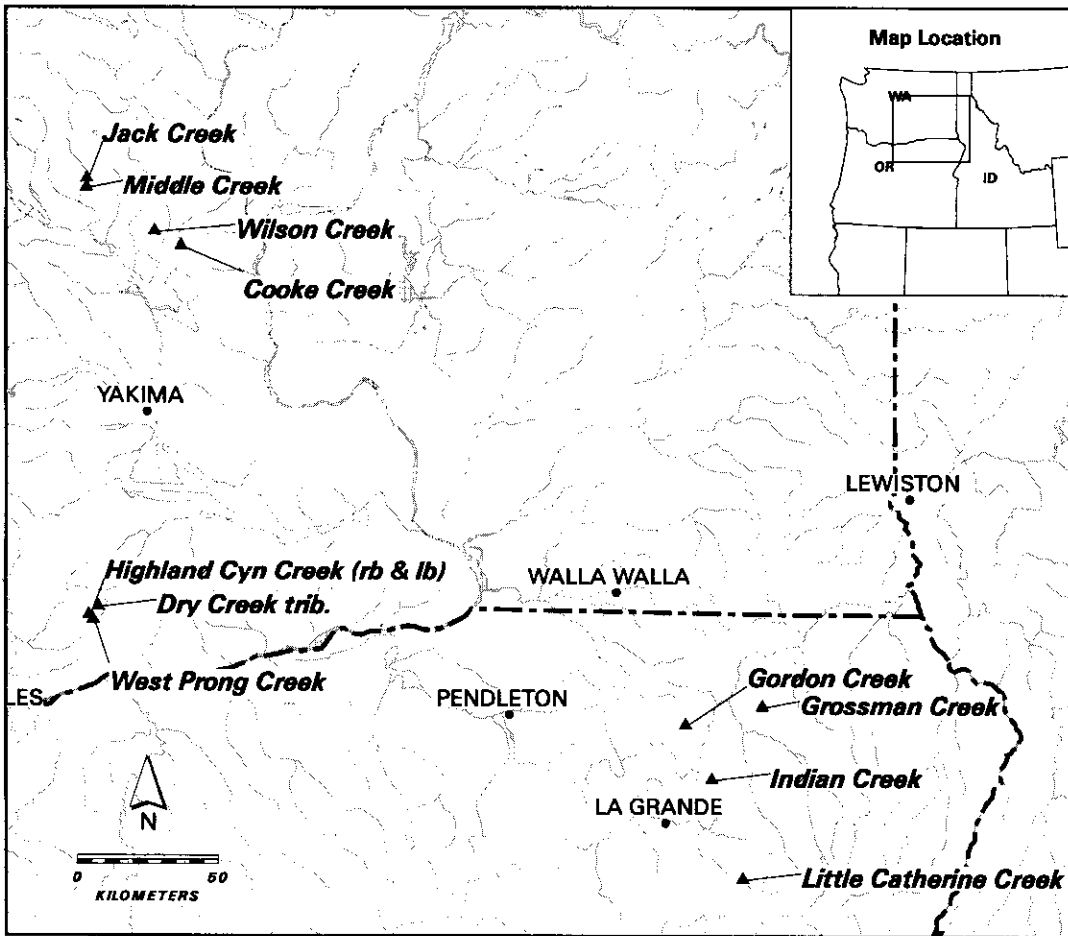 Map Location
WA
OR
ID
Jack Creek
Middle Creek
Wilson Creek
Cooke Creek
YAKIMA
LEWISTON
Highland Cyn Creek (rb & lb)
Dry Creek trib.
West Prong Creek
WALLA WALLA
LES
PENDLETON
Gordon Creek
Grossman Creek
Indian Creek
LA GRANDE
Little Catherine Creek
N
0 50
KILOMETERS